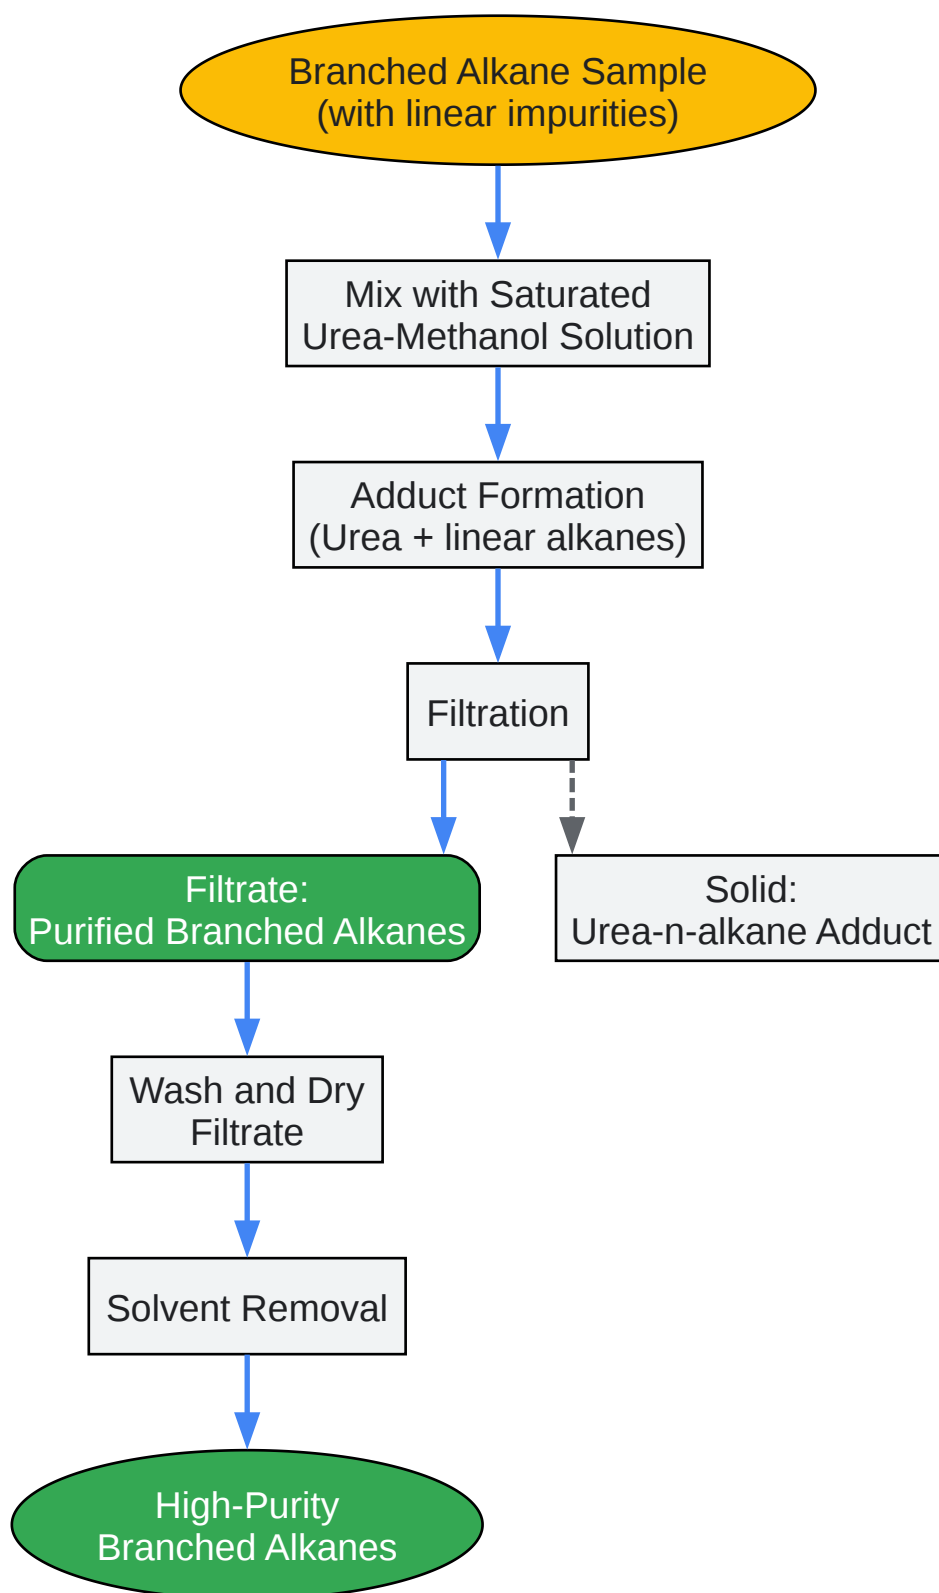 Branched Alkane Sample
(with linear impurities)
Mix with Saturated
Urea-Methanol Solution
Adduct Formation
(Urea + linear alkanes)
Filtration
Filtrate:
Purified Branched Alkanes
Solid:
Urea-n-alkane Adduct
Wash and Dry
Filtrate
Solvent Removal
High-Purity
Branched Alkanes